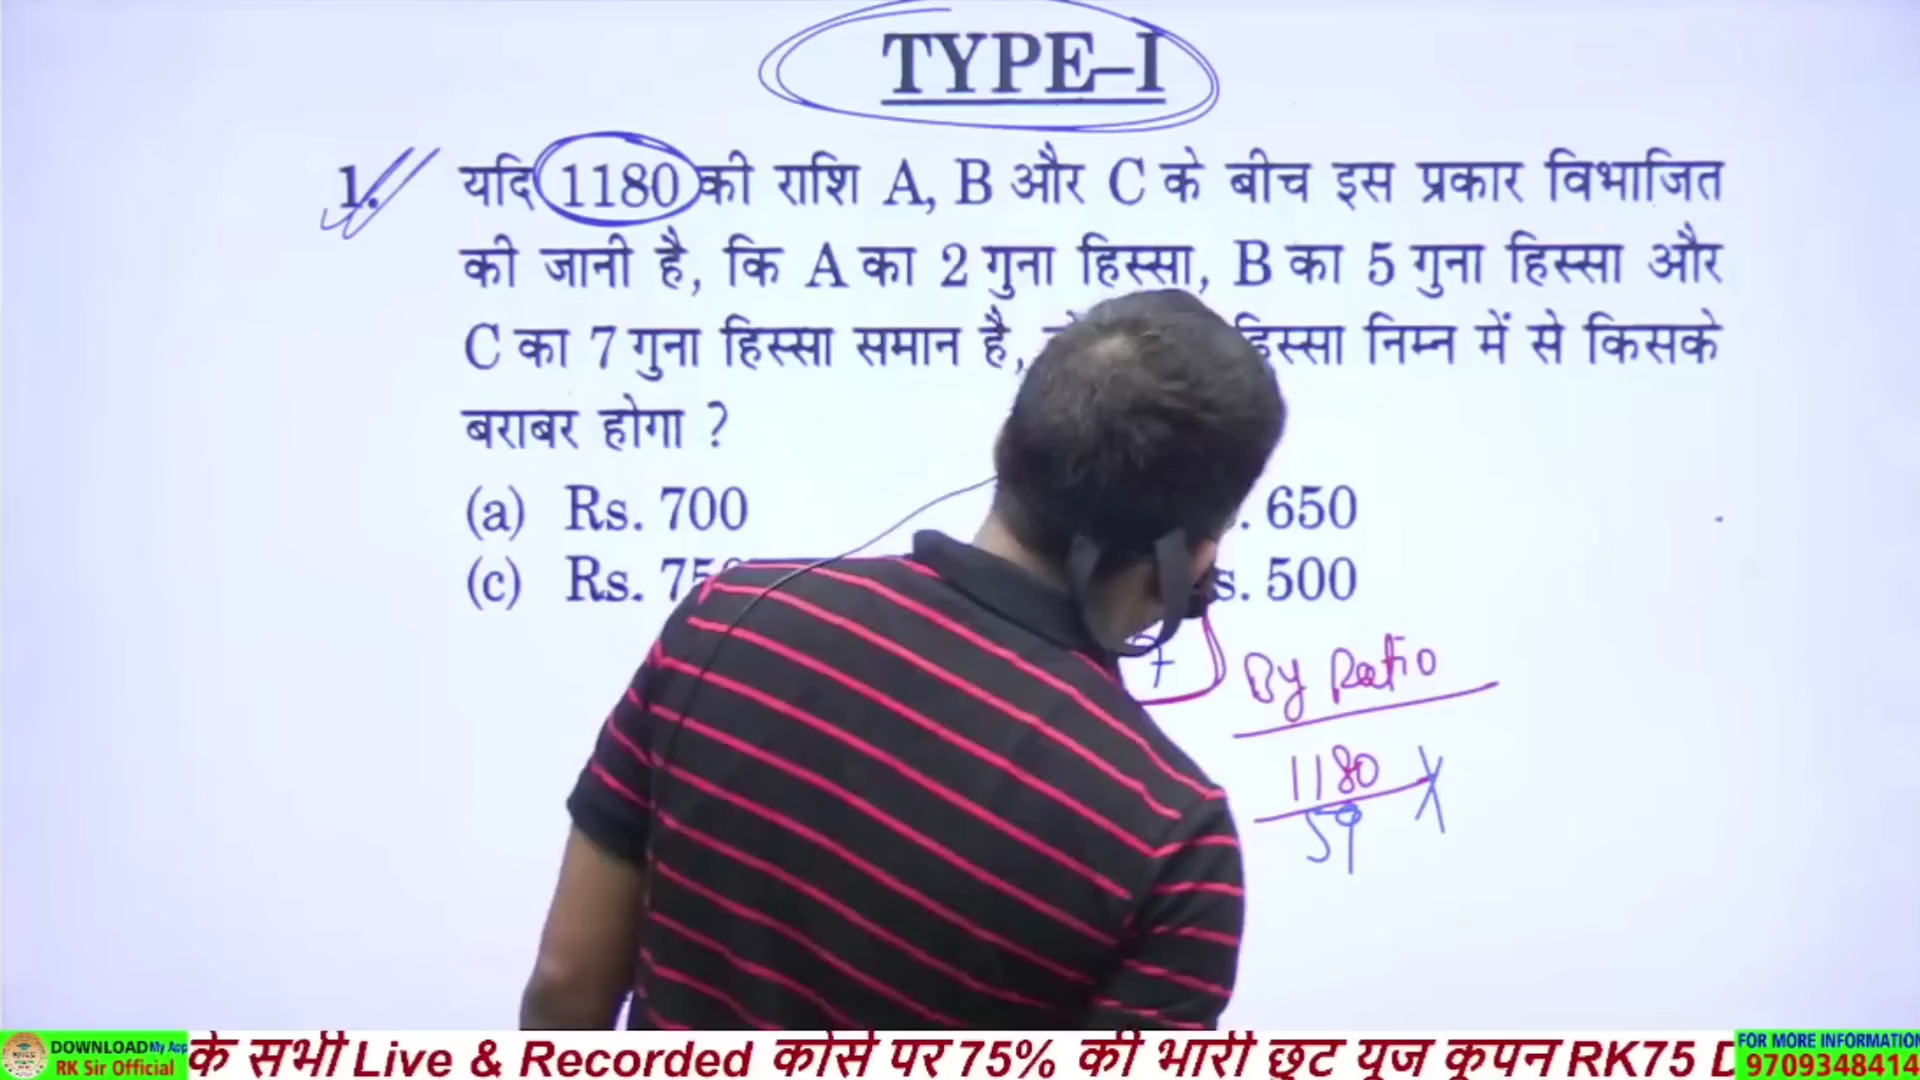 TYPE–I
1. यदि 1180 की राशि A, B और C के बीच इस प्रकार विभाजित
की जानी है, कि A का 2 गुना हिस्सा, B का 5 गुना हिस्सा और
C का 7 गुना हिस्सा समान है, हिस्सा निम्न में से किसके
बराबर होगा ?
(a) Rs. 700 650
(c) Rs. 500
7 By Ratio
1180
59
DOWNLOAD My App
RK Sir Official
के सभी Live & Recorded कोर्स पर 75% की भारी छुट यूज कूपन RK75
FOR MORE INFORMATION
9709348414